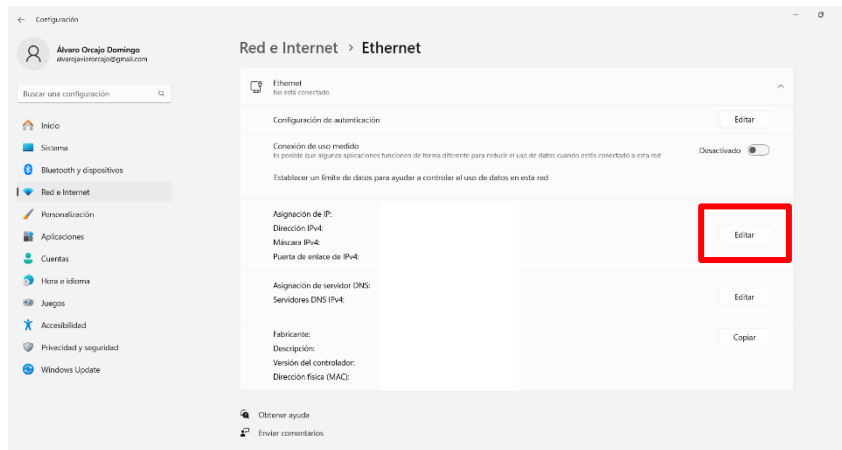 Configuración
Álvaro Orcajo Domingo
alvarojavierorcajo@gmail.com
Buscar una configuración
Inicio
Sistema
Bluetooth y dispositivos
Red e Internet
Personalización
Aplicaciones
Cuentas
Hora e idioma
Juegos
Accesibilidad
Privacidad y seguridad
Windows Update
Red e Internet > Ethernet
Ethernet
No está conectado
Configuración de autenticación
Editar
Conexión de uso medido
Es posible que algunas aplicaciones funcionen de forma diferente para reducir el uso de datos cuando estés conectado a esta red
Desactivado
Establecer un límite de datos para ayudar a controlar el uso de datos en esta red
Asignación de IP:
Dirección IPv4:
Máscara IPv4:
Puerta de enlace de IPv4:
Editar
Asignación de servidor DNS:
Servidores DNS IPv4:
Editar
Fabricante:
Descripción:
Versión del controlador:
Dirección física (MAC):
Copiar
Obtener ayuda
Enviar comentarios